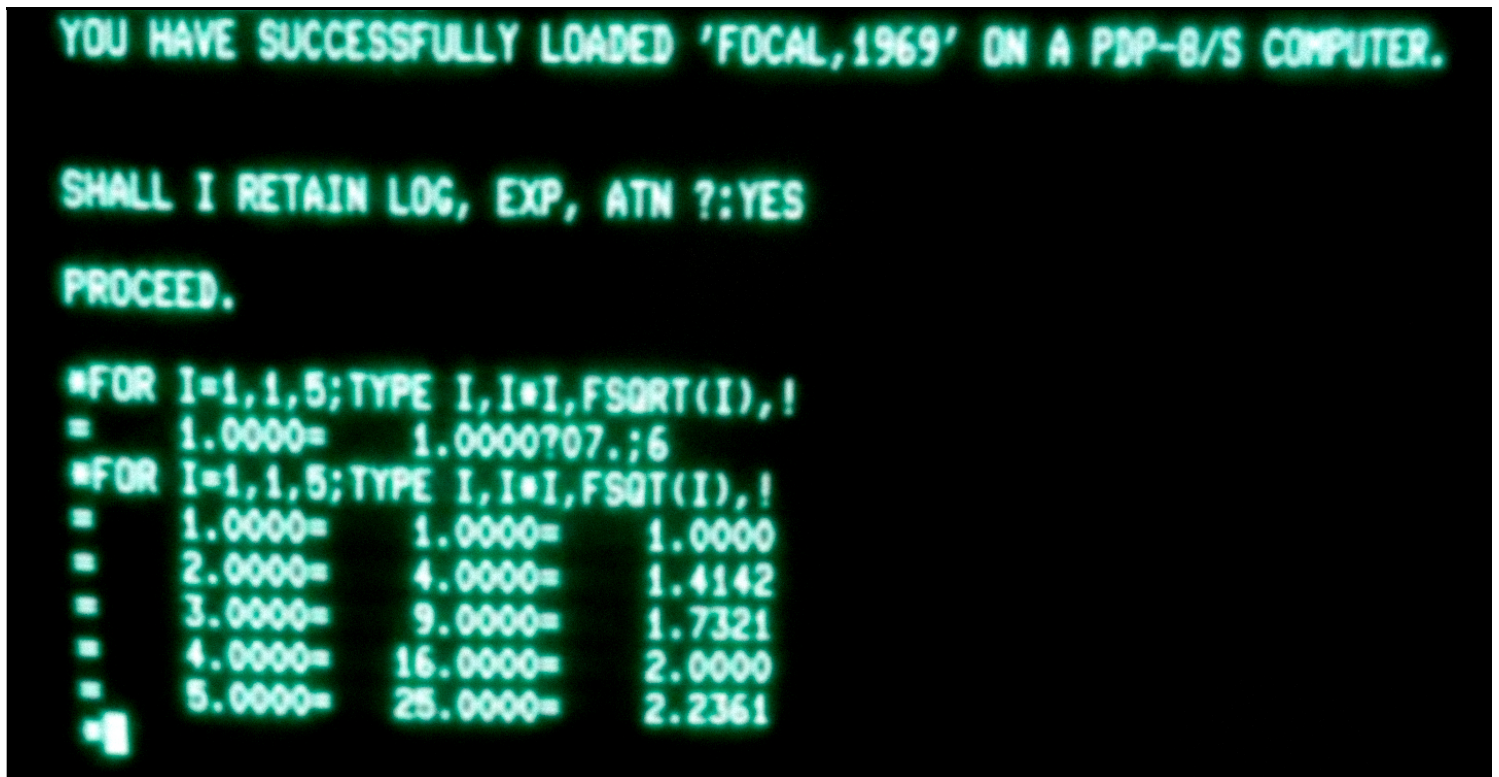 YOU HAVE SUCCESSFULLY LOADED 'FOCAL,1969' ON A PDP-8/S COMPUTER.
SHALL I RETAIN LOG, EXP, ATN ?:YES
PROCEED.
*FOR I=1,1,5;TYPE I,I*I,FSQRT(I),!
=     1.0000=     1.0000?07.;6
*FOR I=1,1,5;TYPE I,I*I,FSQT(I),!
=     1.0000=     1.0000=     1.0000
=     2.0000=     4.0000=     1.4142
=     3.0000=     9.0000=     1.7321
=     4.0000=    16.0000=     2.0000
=     5.0000=    25.0000=     2.2361
*